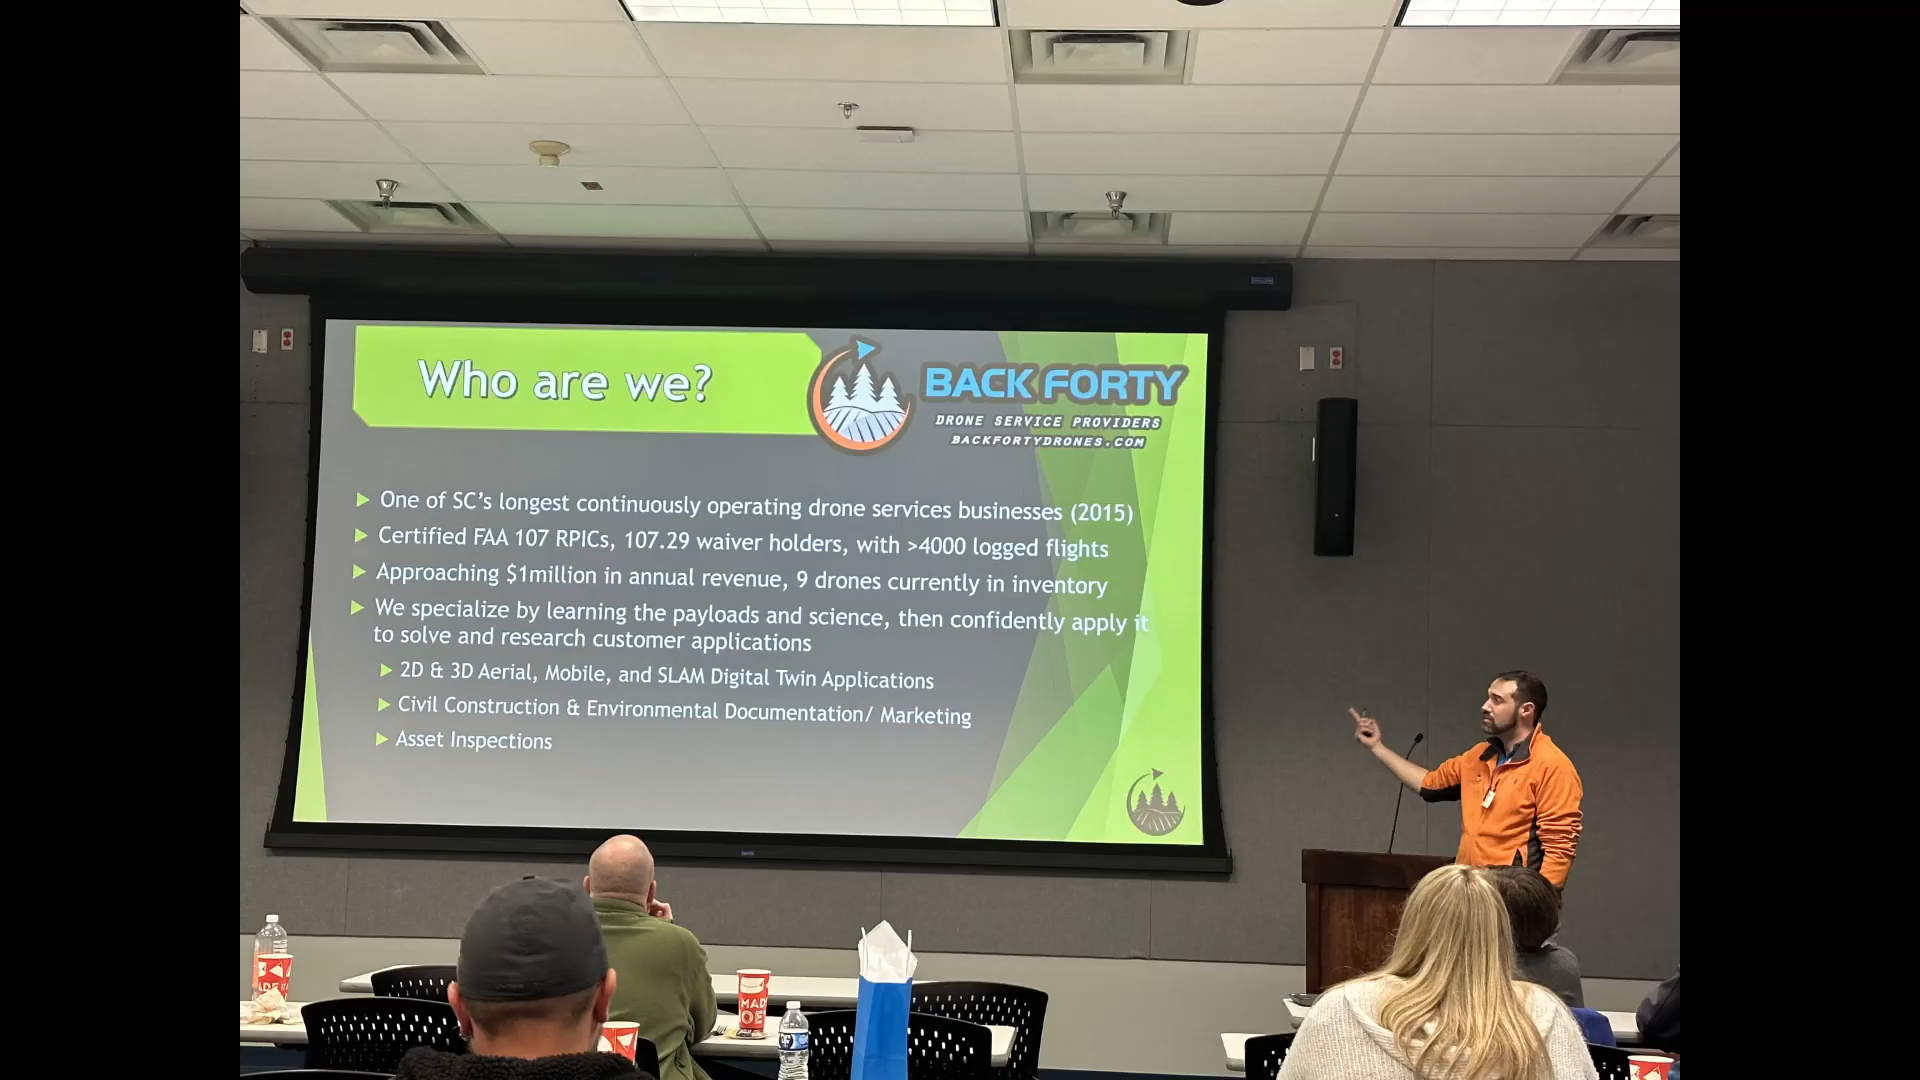 Who are we?
BACK FORTY
DRONE SERVICE PROVIDERS
BACKFORTYDRONES.COM
One of SC's longest continuously operating drone services businesses (2015)
Certified FAA 107 RPICs, 107.29 waiver holders, with >4000 logged flights
Approaching $1million in annual revenue, 9 drones currently in inventory
We specialize by learning the payloads and science, then confidently apply it
to solve and research customer applications
2D & 3D Aerial, Mobile, and SLAM Digital Twin Applications
Civil Construction & Environmental Documentation/ Marketing
Asset Inspections